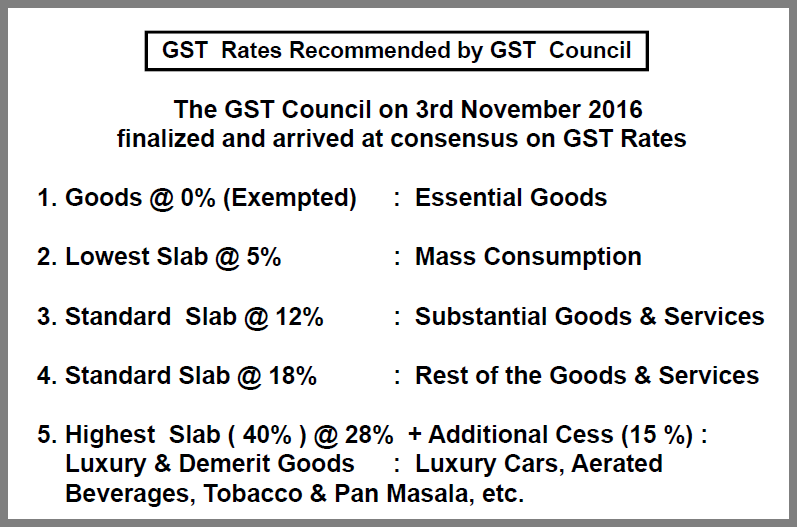 GST Rates Recommended by GST Council
The GST Council on 3rd November 2016
finalized and arrived at consensus on GST Rates
1. Goods @ 0% (Exempted) : Essential Goods
2. Lowest Slab @ 5% : Mass Consumption
3. Standard Slab @ 12% : Substantial Goods & Services
4. Standard Slab @ 18% : Rest of the Goods & Services
5. Highest Slab ( 40% ) @ 28% + Additional Cess (15 %) :
Luxury & Demerit Goods : Luxury Cars, Aerated
Beverages, Tobacco & Pan Masala, etc.